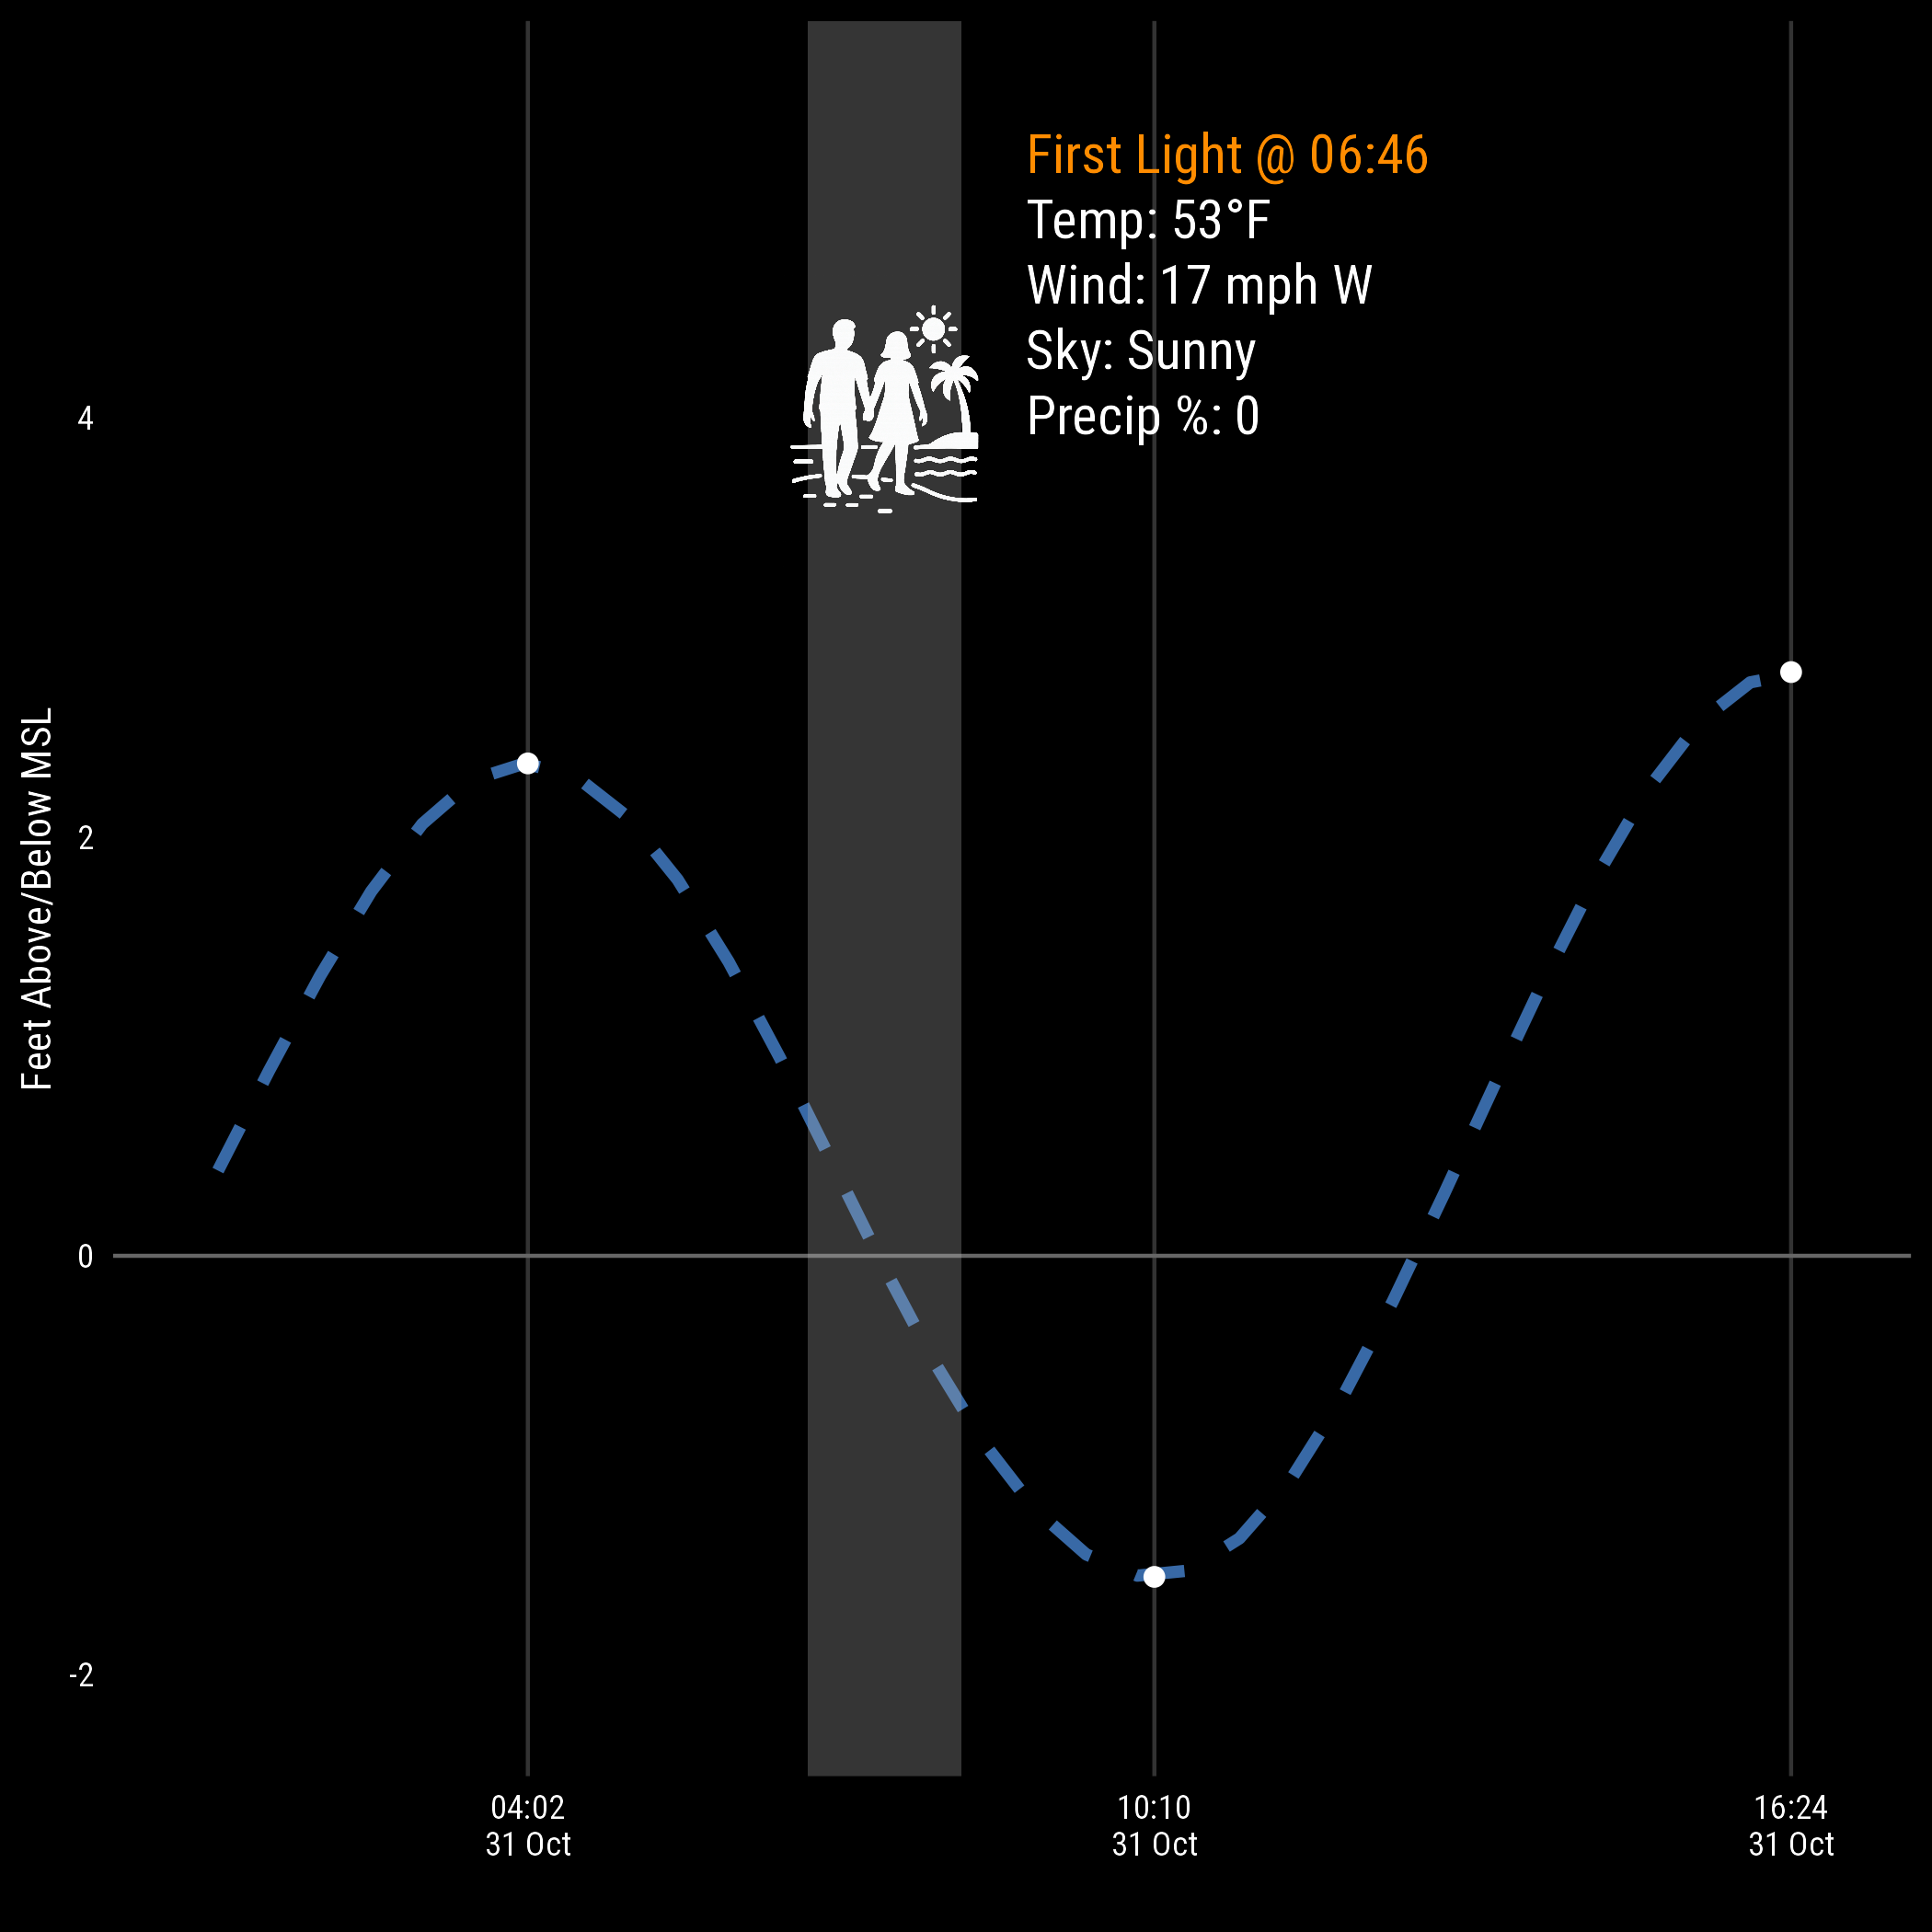 First Light @ 06:46
Temp: 53°F
Wind: 17 mph W
Sky: Sunny
Precip %: 0
Feet Above/Below MSL
4
2
0
-2
04:02
31 Oct
10:10
31 Oct
16:24
31 Oct